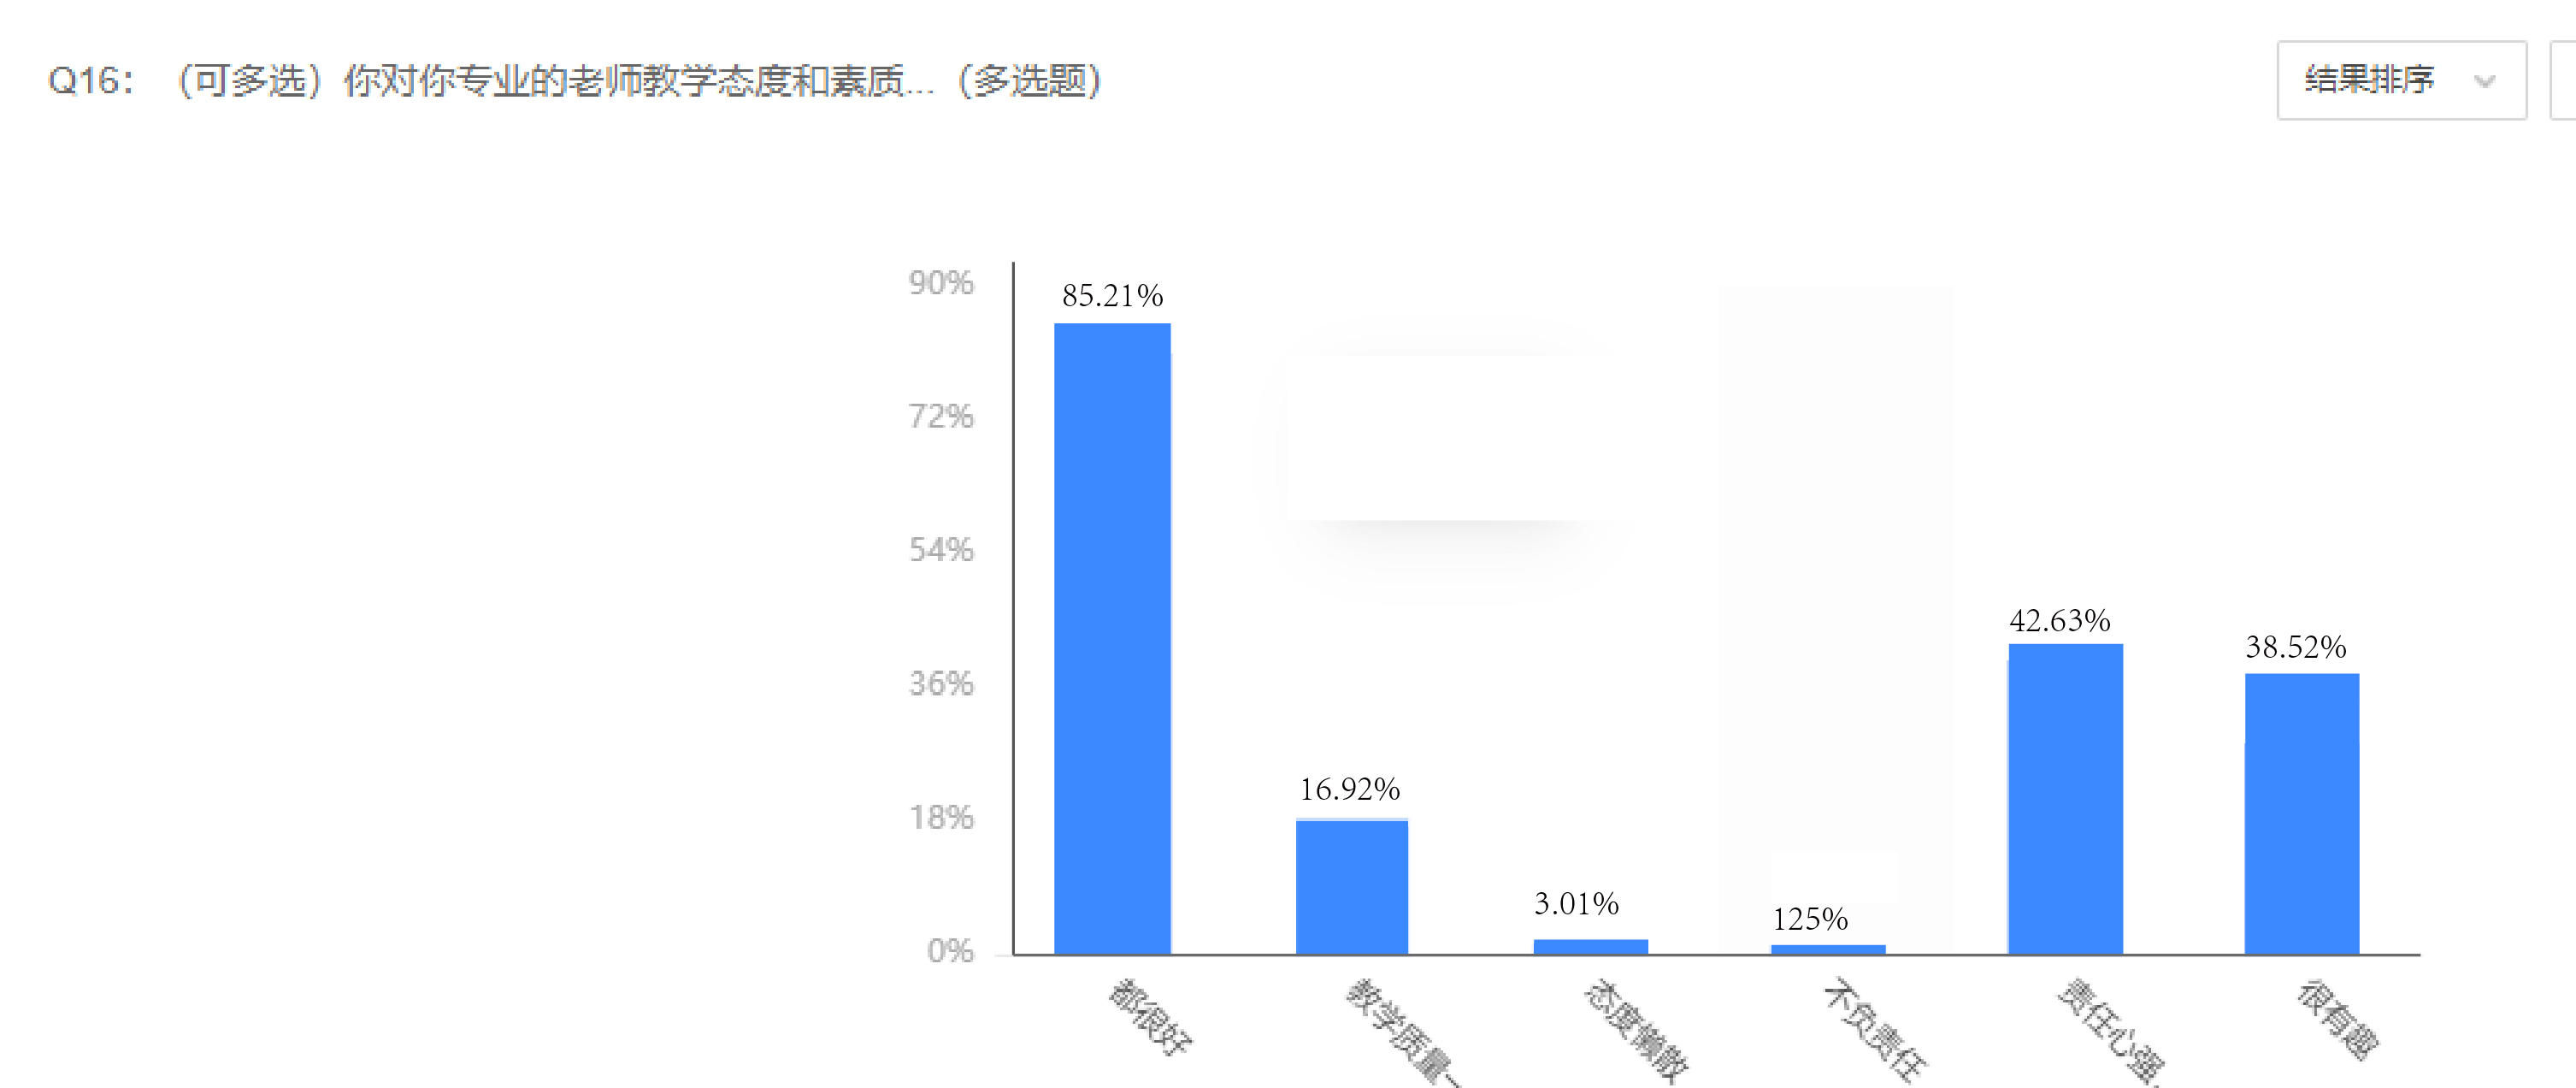 Q16：（可多选）你对你专业的老师教学态度和素质...（多选题）
结果排序
90%
72%
54%
36%
18%
0%
85.21%
16.92%
3.01%
125%
42.63%
38.52%
都很好
教学质量一
态度懒散
不负责任
责任心强
很有趣